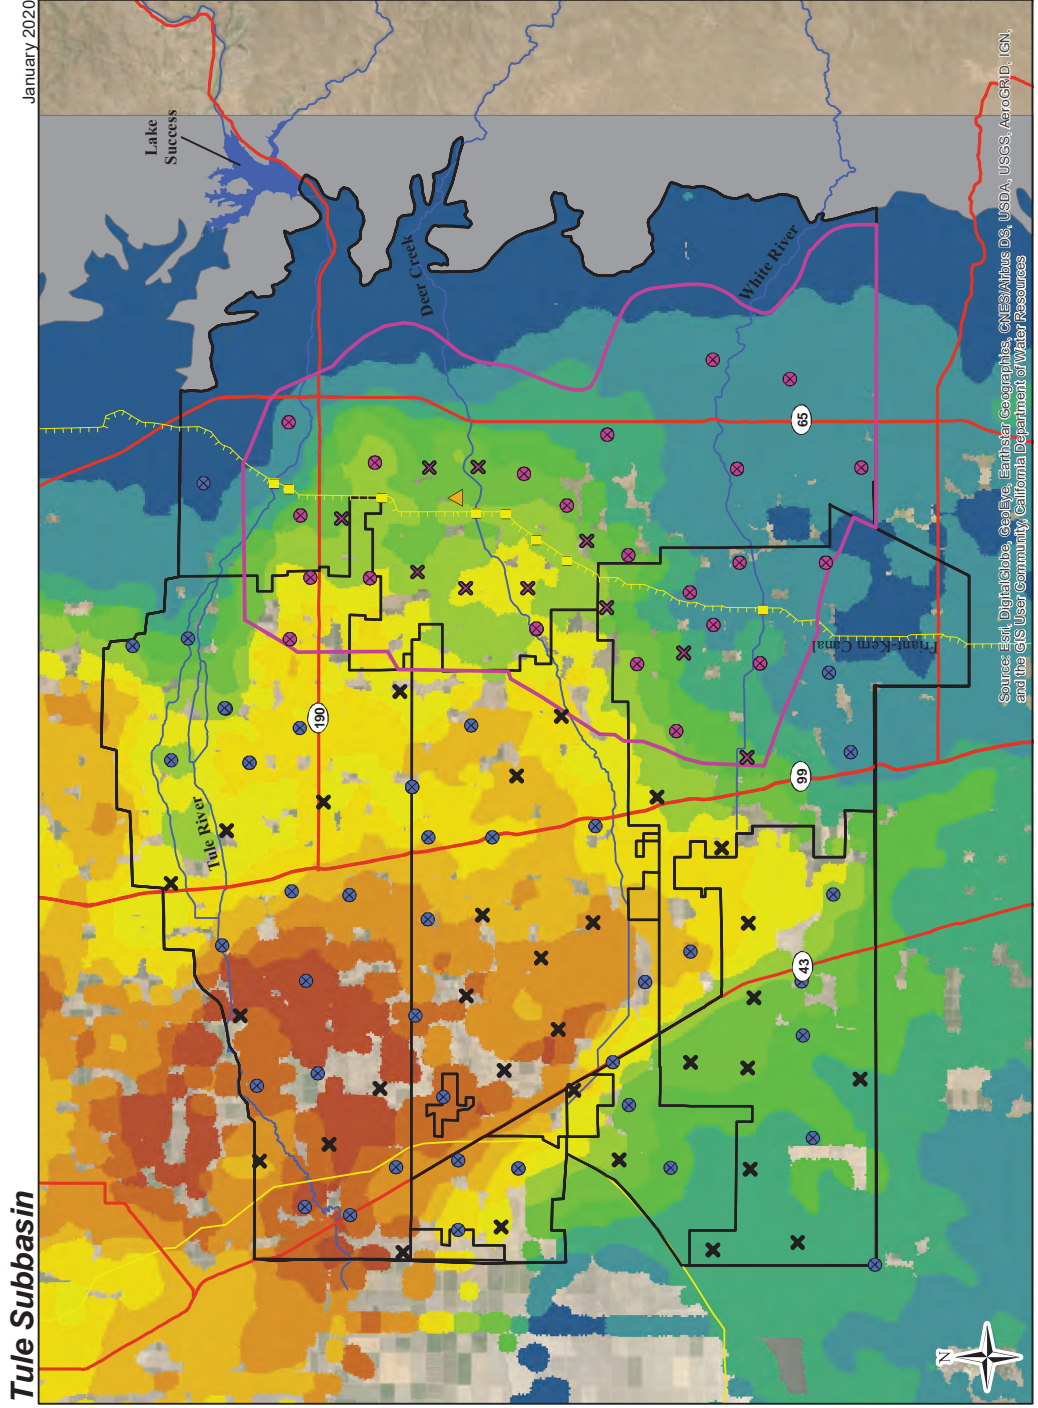 Tule Subbasin
January 2020
Lake
Success
Deer Creek
White River
Tule River
Friant-Kern Canal
65
190
99
43
N
Source: Esri, DigitalGlobe, GeoEye, Earthstar Geographics, CNES/Airbus DS, USDA, USGS, AeroGRID, IGN,
and the GIS User Community, California Department of Water Resources